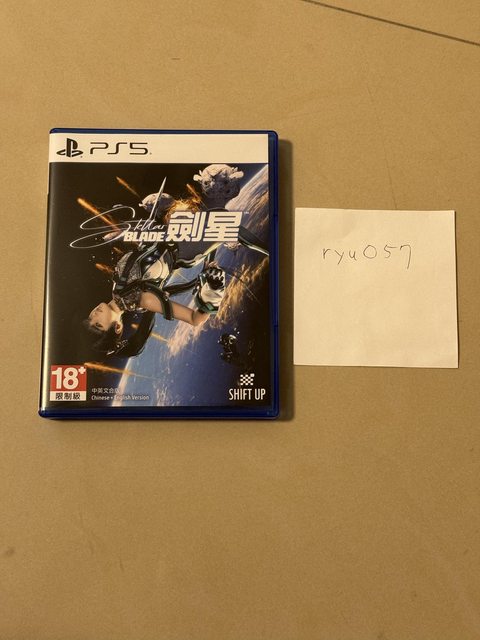 PS5
Stellar
BLADE 劍星
18+
限制級
中英文合版
Chinese + English Version
SHIFT UP
ryu057